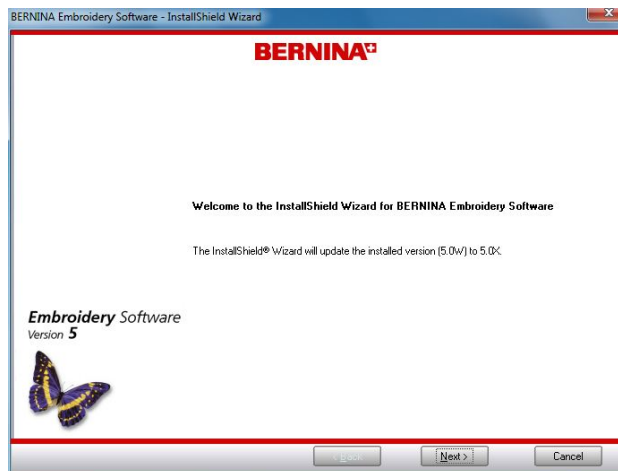 BERNINA Embroidery Software - InstallShield Wizard
BERNINA
Welcome to the InstallShield Wizard for BERNINA Embroidery Software
The InstallShield® Wizard will update the installed version (5.0W) to 5.0X.
Embroidery Software
Version 5
< Back
Next >
Cancel